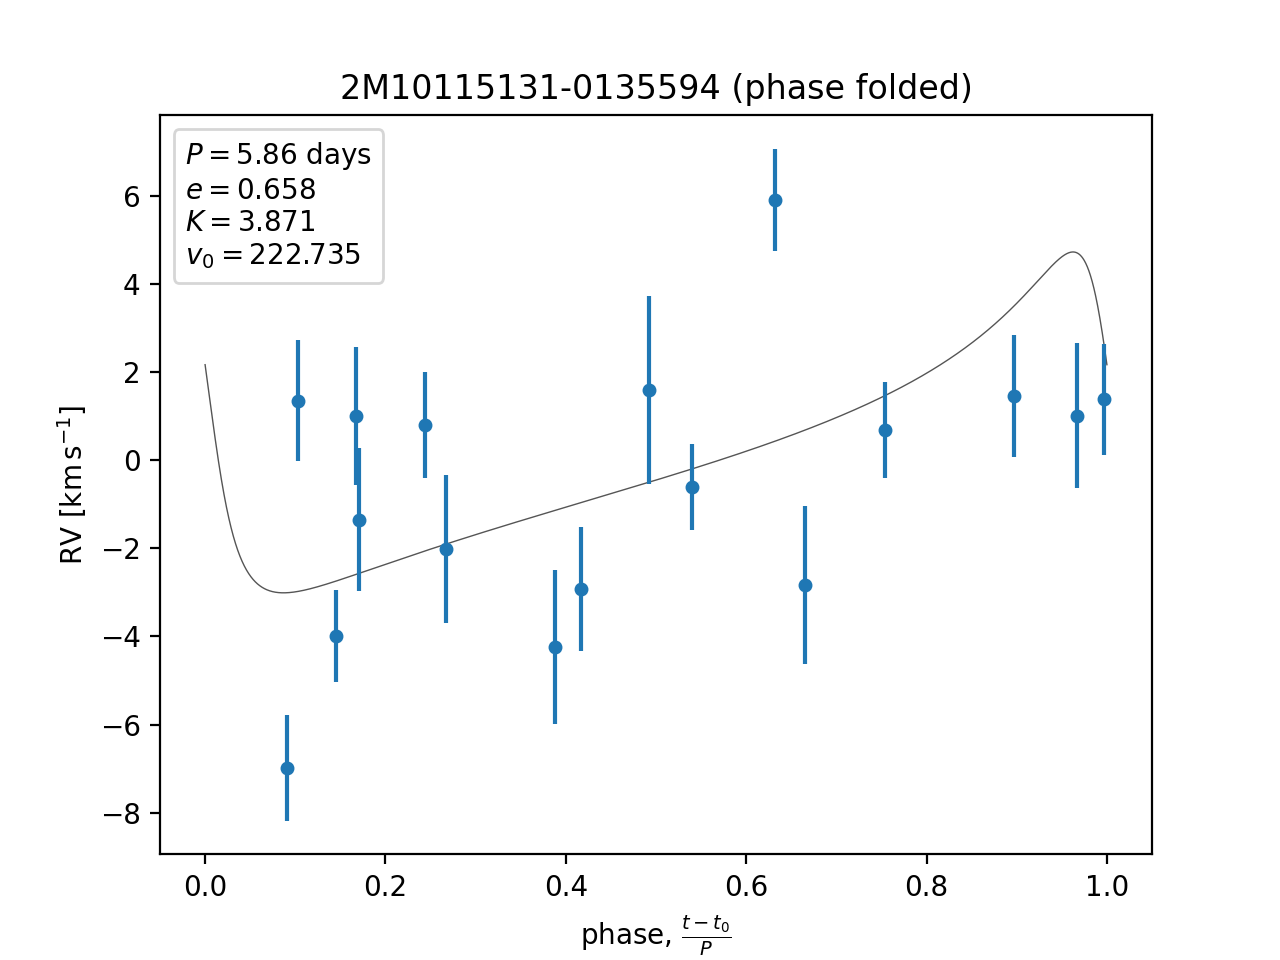 2M10115131-0135594 (phase folded)
P = 5.86 days
e = 0.658
K = 3.871
v₀ = 222.735
6
4
2
0
−2
−4
−6
−8
RV [km s⁻¹]
0.0 0.2 0.4 0.6 0.8 1.0
phase, (t − t₀)/P